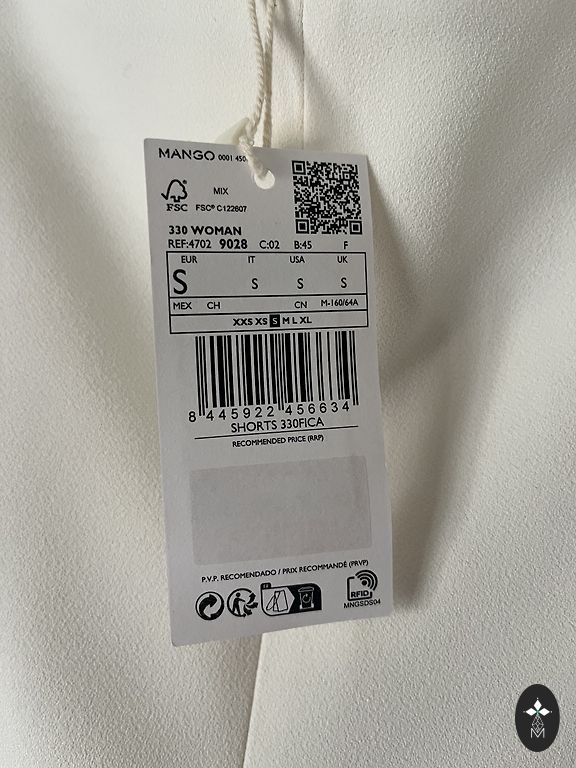 MANGO 0001 450
MIX
FSC FSC® C122607
330 WOMAN
REF:4702 9028 C:02 B:45 F
EUR IT USA UK
S S S S
MEX CH CN M-160/64A
XXS XS S M L XL
8 445922 456634
SHORTS 330FICA
RECOMMENDED PRICE (RRP)
P.V.P. RECOMENDADO / PRIX RECOMMANDÉ (PRVP)
RFID
MNGSDS04
M